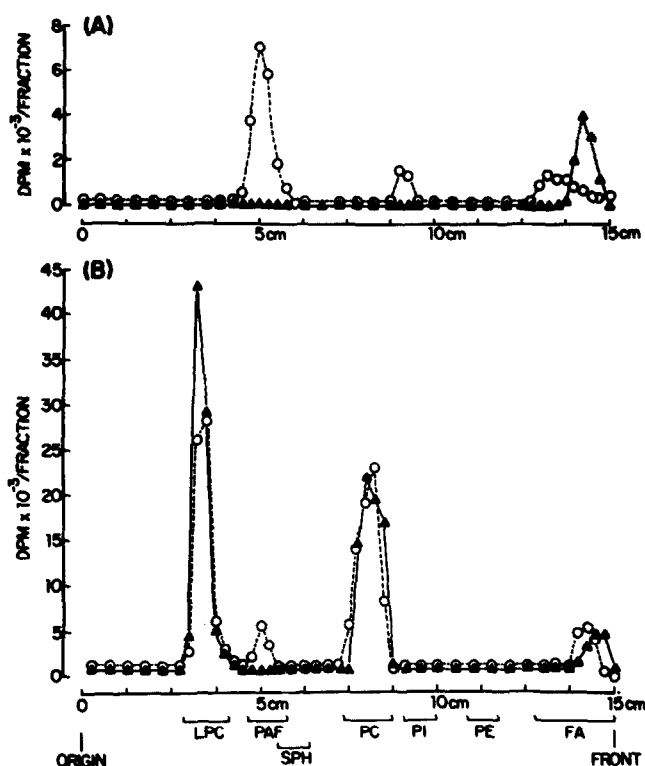 (A)
DPM x 10⁻³/FRACTION
8
6
4
2
0
0 5cm 10cm 15cm
(B)
DPM x 10⁻³/FRACTION
45
40
35
30
25
20
15
10
5
0
0 5cm 10cm 15cm
LPC PAF PC PI PE FA
ORIGIN SPH FRONT